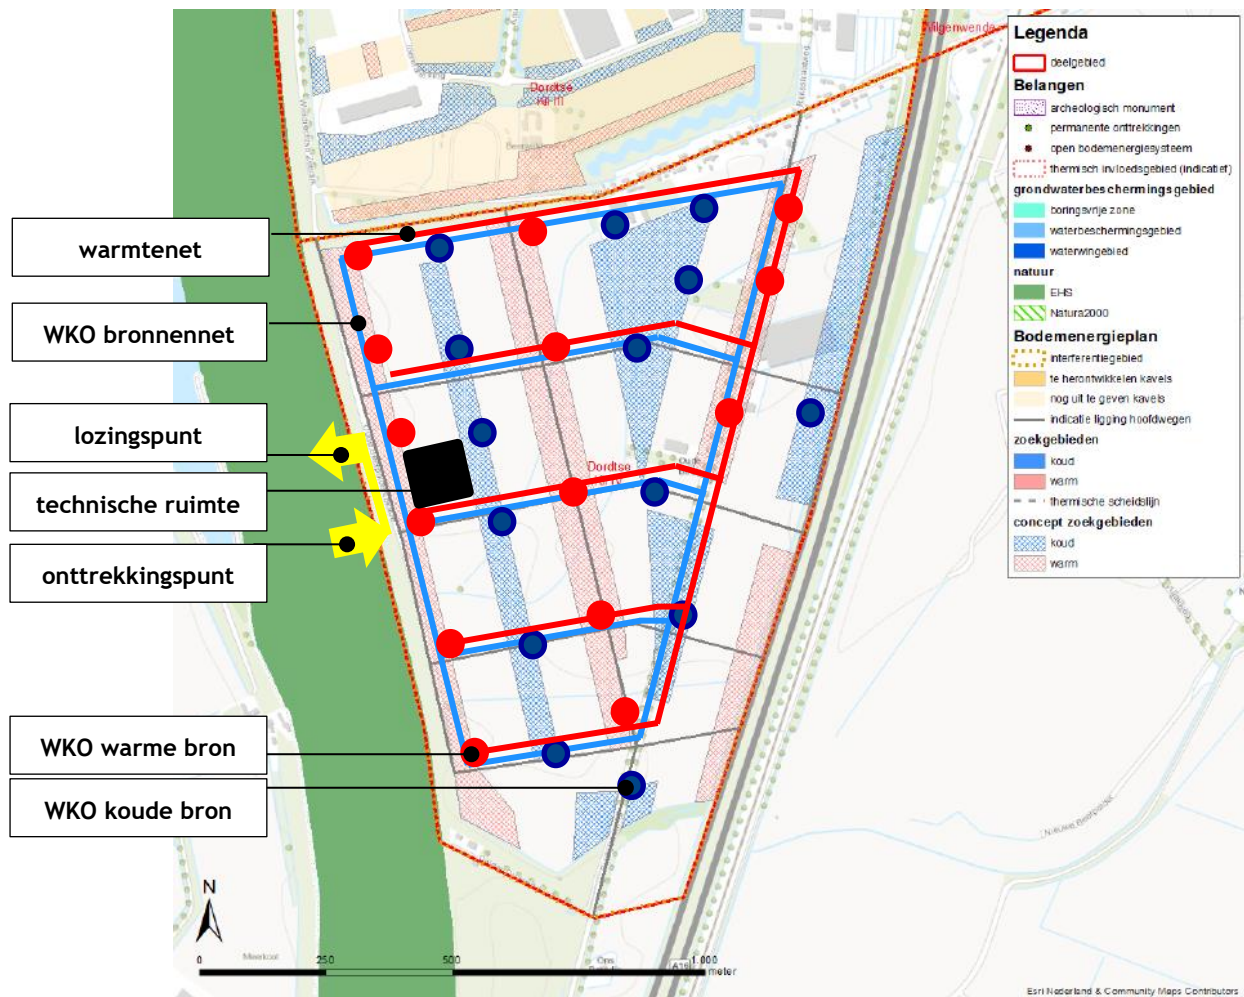 warmtenet
WKO bronnennet
lozingspunt
technische ruimte
onttrekkingspunt
WKO warme bron
WKO koude bron
Wilgenwende
Dordtse
Kil III
Dordtse
Oude
Legenda
deelgebied
Belangen
archeologisch monument
permanente onttrekkingen
open bodemenergiesysteem
thermisch invloedsgebied (indicatief)
grondwaterbeschermingsgebied
boringsvrije zone
waterbeschermingsgebied
waterwingebied
natuur
EHS
Natura2000
Bodemenergieplan
interferentiegebied
te herontwikkelen kavels
nog uit te geven kavels
indicatie ligging hoofdwegen
zoekgebieden
koud
warm
thermische scheidslijn
concept zoekgebieden
koud
warm
N
0
250
500
1.000
meter
Ons
A16
Esri Nederland & Community Maps Contributors